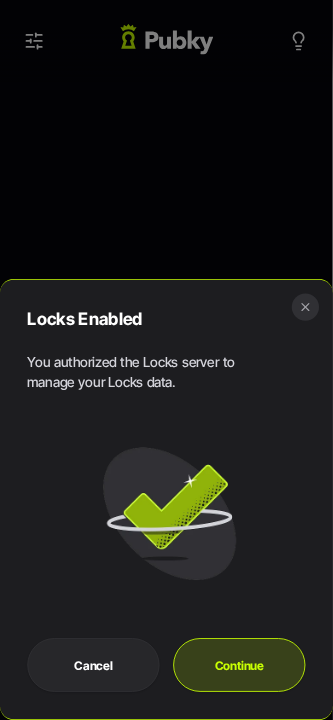 Pubky
Locks Enabled
You authorized the Locks server to
manage your Locks data.
Cancel
Continue